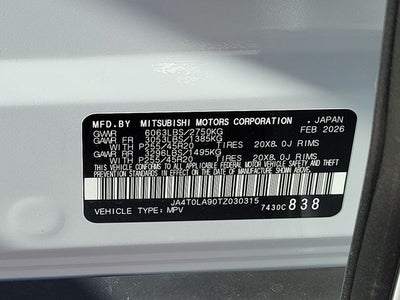 MFD.BY MITSUBISHI MOTORS CORPORATION . JAPAN
GWWR 6063LBS/2750KG FEB 2026
GAWR FR 3053LBS/1385KG
WITH P255/45R20 20X8.0J RIMS
GAWR RR 3296LBS/1495KG
WITH P255/45R20 20X8.0J RIMS
THIS VEHICLE CONFORMS TO ALL APPLICABLE FEDERAL MOTOR VEHICLE SAFETY AND THEFT
PREVENTION STANDARDS IN EFFECT ON THE DATE OF MANUFACTURE SHOWN ABOVE.
JA4T0LA90TZ030315
VEHICLE TYPE: MPV 7430C 838